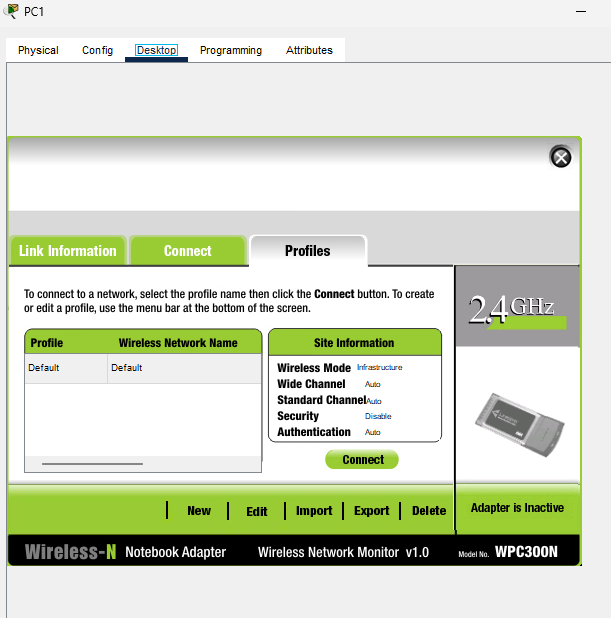 PC1
Physical Config Desktop Programming Attributes
Link Information Connect Profiles
To connect to a network, select the profile name then click the Connect button. To create
or edit a profile, use the menu bar at the bottom of the screen.
2.4GHz
Profile Wireless Network Name
Default Default
Site Information
Wireless Mode Infrastructure
Wide Channel Auto
Standard Channel Auto
Security Disable
Authentication Auto
Connect
New Edit Import Export Delete
Adapter is Inactive
Wireless-N Notebook Adapter Wireless Network Monitor v1.0 Model No. WPC300N